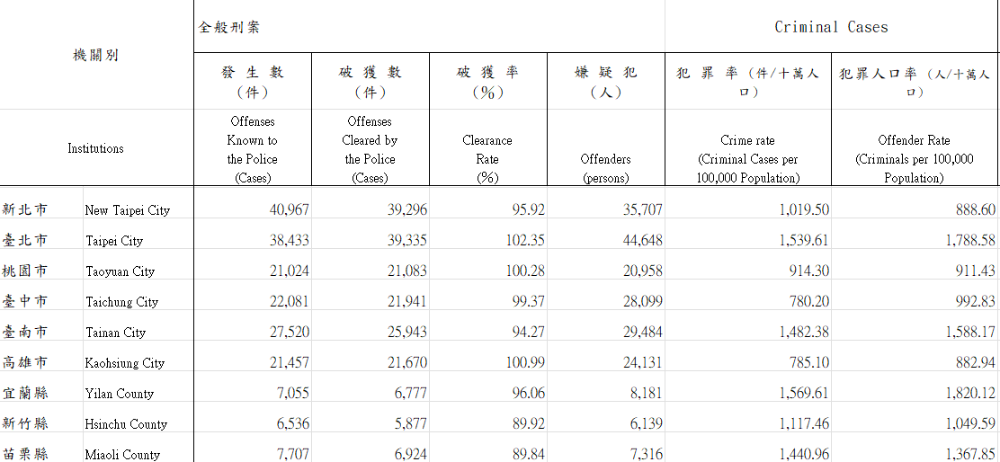 全般刑案 Criminal Cases
機關別
發生數 破獲數 破獲率 嫌疑犯 犯罪率（件/十萬人 犯罪人口率（人/十萬人
（件） （件） （%） （人） 口） 口）
Institutions
Offenses Offenses
Known to Cleared by Clearance Crime rate Offender Rate
the Police the Police Rate Offenders (Criminal Cases per (Criminals per 100,000
(Cases) (Cases) (%) (persons) 100,000 Population) Population)
新北市 New Taipei City 40,967 39,296 95.92 35,707 1,019.50 888.60
臺北市 Taipei City 38,433 39,335 102.35 44,648 1,539.61 1,788.58
桃園市 Taoyuan City 21,024 21,083 100.28 20,958 914.30 911.43
臺中市 Taichung City 22,081 21,941 99.37 28,099 780.20 992.83
臺南市 Tainan City 27,520 25,943 94.27 29,484 1,482.38 1,588.17
高雄市 Kaohsiung City 21,457 21,670 100.99 24,131 785.10 882.94
宜蘭縣 Yilan County 7,055 6,777 96.06 8,181 1,569.61 1,820.12
新竹縣 Hsinchu County 6,536 5,877 89.92 6,139 1,117.46 1,049.59
苗栗縣 Miaoli County 7,707 6,924 89.84 7,316 1,440.96 1,367.85